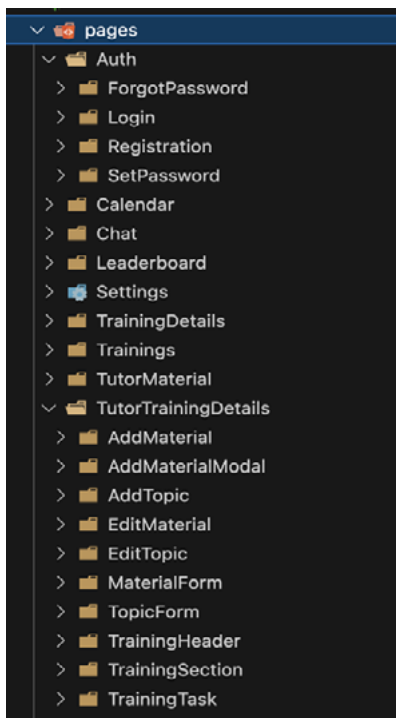 pages
Auth
ForgotPassword
Login
Registration
SetPassword
Calendar
Chat
Leaderboard
Settings
TrainingDetails
Trainings
TutorMaterial
TutorTrainingDetails
AddMaterial
AddMaterialModal
AddTopic
EditMaterial
EditTopic
MaterialForm
TopicForm
TrainingHeader
TrainingSection
TrainingTask